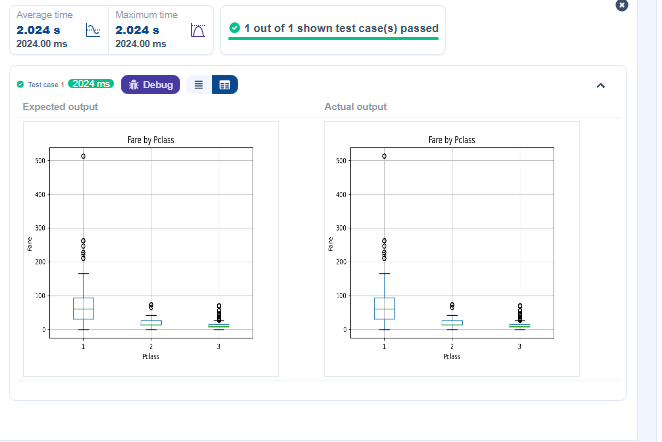 Average time
2.024 s
2024.00 ms
Maximum time
2.024 s
2024.00 ms
1 out of 1 shown test case(s) passed
Test case 1 2024 ms Debug
Expected output
Actual output
Fare by Pclass
500
400
300
200
100
0
Fare
1 2 3
Pclass
Fare by Pclass
500
400
300
200
100
0
Fare
1 2 3
Pclass